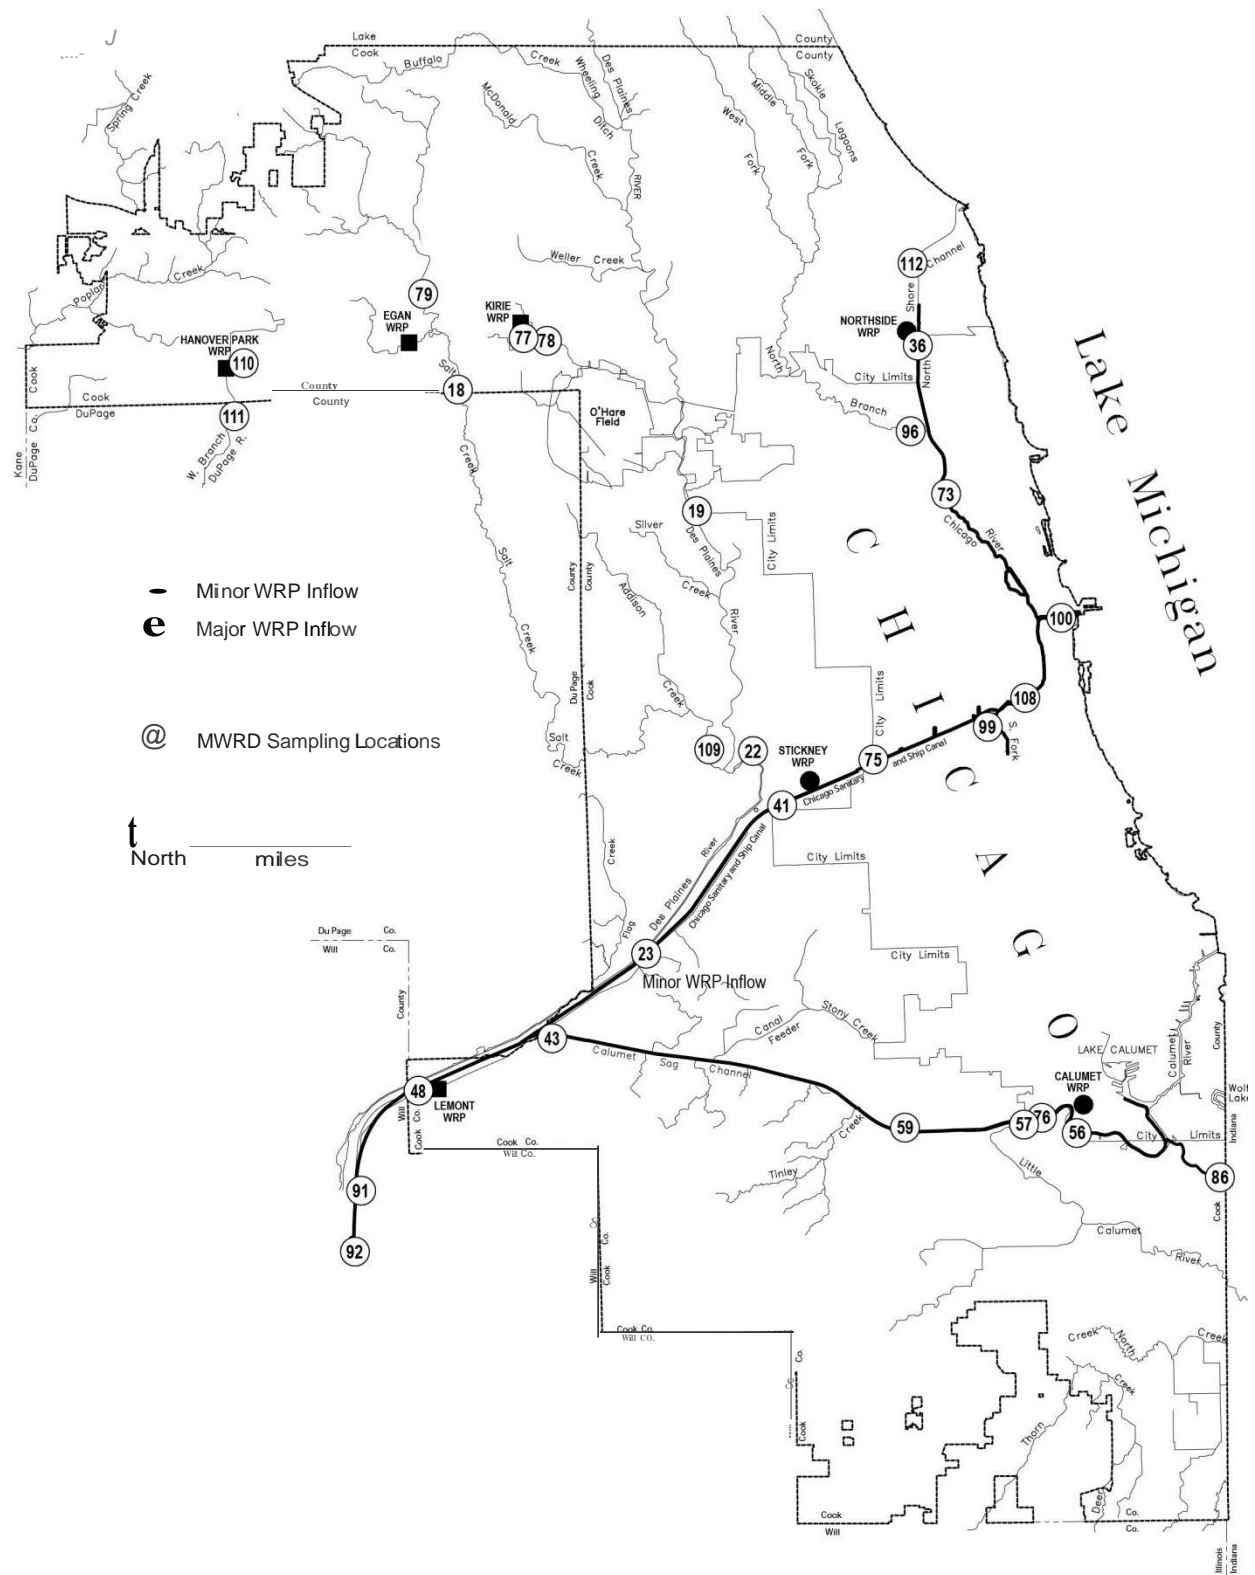 J
Lake
Cook
County
County
Buffalo
Creek
Wheeling
Ditch
Des Plaines
RIVER
McDonald
Creek
Spring Creek
West
Fork
Middle
Fork
Skokie
Lagoons
Weller Creek
Poplar
Creek
112
Channel
Shore
North
79
EGAN
WRP
KIRIE
WRP
77
78
NORTHSIDE
WRP
36
HANOVER PARK
WRP
110
111
Cook
DuPage
Kane
DuPage
Cook
Co.
W. Branch
DuPage R.
County
County
Salt
18
O'Hare
Field
North
Branch
City Limits
96
73
Chicago
River
Lake Michigan
19
City Limits
Silver
Creek
Des Plaines
River
Addison
Creek
Creek
Salt
Creek
County
County
DuPage
Cook
Salt
Creek
Minor WRP Inflow
e Major WRP Inflow
@ MWRD Sampling Locations
t
North miles
CHICAGO
100
108
99
S. Fork
City Limits
109
22
STICKNEY
WRP
75
and Ship Canal
Chicago Sanitary
41
City Limits
Des Plaines
River
Chicago Sanitary and Ship Canal
Creek
Flag
City Limits
DuPage Co.
Will Co.
County
23
Minor WRP Inflow
43
Calumet
Sag
Channel
Canal
Feeder
Stony Creek
LAKE CALUMET
CALUMET
WRP
Calumet
River
County
Wolf
Lake
48
LEMONT
WRP
Will
Cook Co.
Cook Co.
Will Co.
59
57
76
56
City Limits
Indiana
86
Cook
Tinley
Creek
Little
Calumet
River
91
92
Co.
&
Will
Cook
Cook Co.
Will CO.
Co.
&
Cook
Creek
North
Creek
Creek
Thorn
Deer
Cook
Will
Co.
Co.
Illinois
Indiana